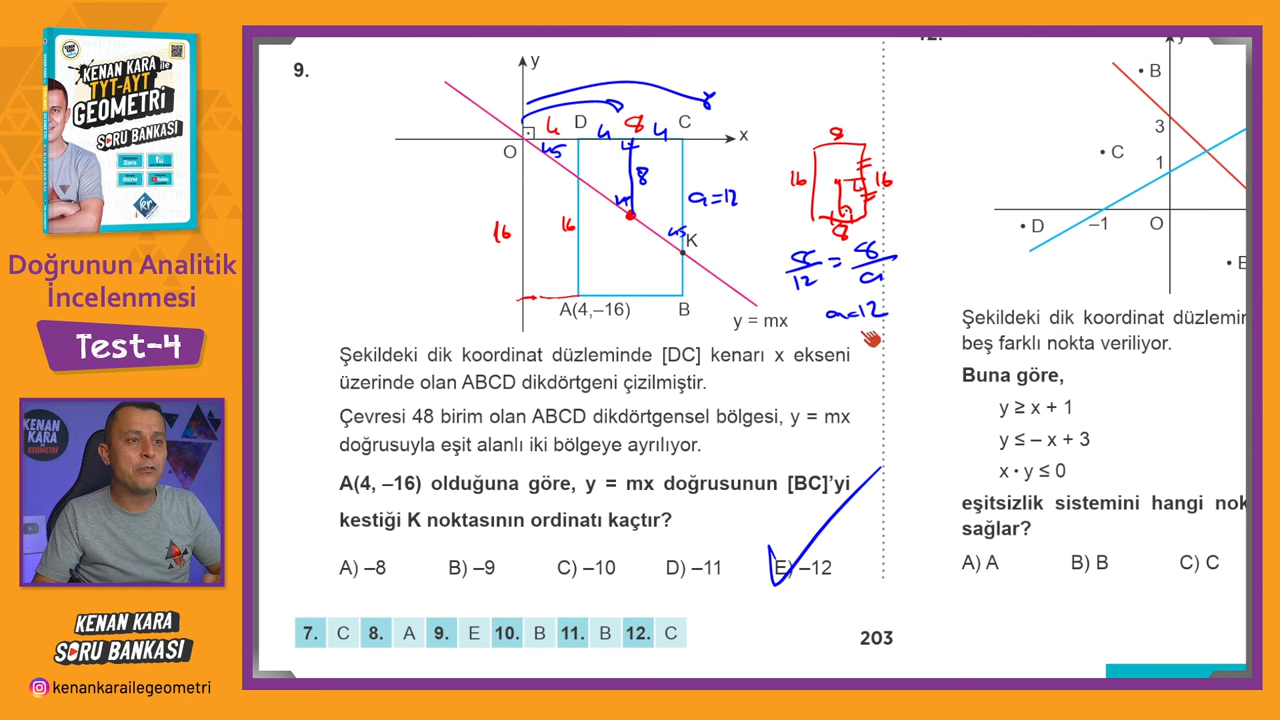 KENAN KARA ile
TYT-AYT
GEOMETRİ
SORU BANKASI
Doğrunun Analitik
İncelenmesi
Test-4
KENAN
KARA
GEOMETRİ
KENAN KARA
SORU BANKASI
kenankarailegeometri
9.
y
4 D 4 8 4 C
x
O 45
8
45
16 16
a=12
45
K
A(4,–16) B
y = mx
8
16 16
8
8/12 = 8/a
a=12
Şekildeki dik koordinat düzleminde [DC] kenarı x ekseni
üzerinde olan ABCD dikdörtgeni çizilmiştir.
Çevresi 48 birim olan ABCD dikdörtgensel bölgesi, y = mx
doğrusuyla eşit alanlı iki bölgeye ayrılıyor.
A(4, –16) olduğuna göre, y = mx doğrusunun [BC]’yi
kestiği K noktasının ordinatı kaçtır?
A) –8 B) –9 C) –10 D) –11 E) –12
7. C 8. A 9. E 10. B 11. B 12. C
203
12.
y
B
3
C
1
D
–1
O
E
Şekildeki dik koordinat düzlemin
beş farklı nokta veriliyor.
Buna göre,
y ≥ x + 1
y ≤ – x + 3
x · y ≤ 0
eşitsizlik sistemini hangi nok
sağlar?
A) A B) B C) C